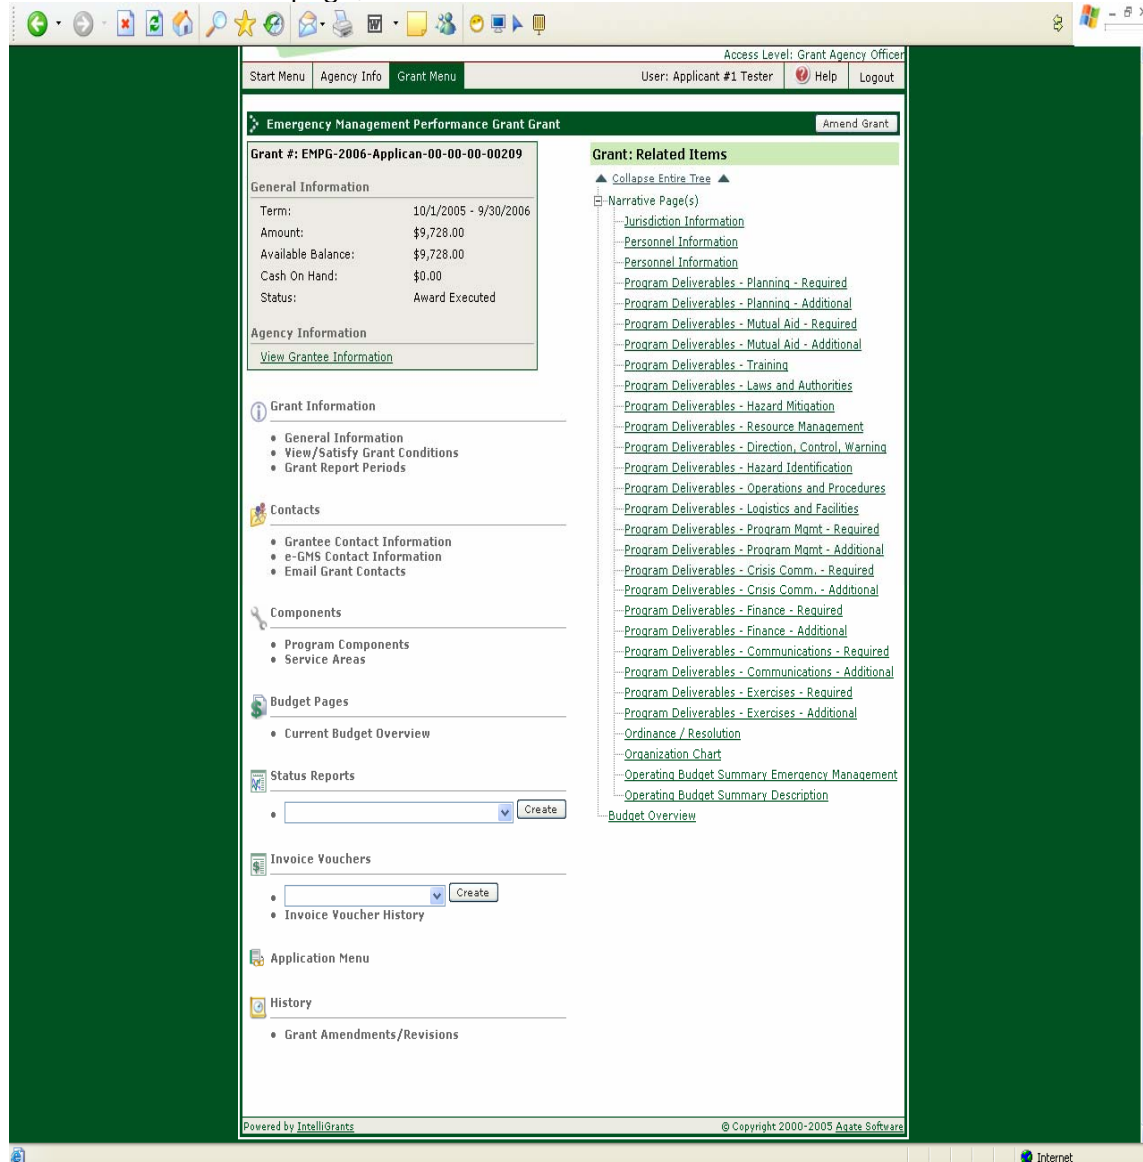 Access Level: Grant Agency Officer
Start Menu Agency Info Grant Menu User: Applicant #1 Tester Help Logout
Emergency Management Performance Grant Grant Amend Grant
Grant #: EMPG-2006-Applican-00-00-00-00209
General Information
Term: 10/1/2005 - 9/30/2006
Amount: $9,728.00
Available Balance: $9,728.00
Cash On Hand: $0.00
Status: Award Executed
Agency Information
View Grantee Information
Grant Information
General Information
View/Satisfy Grant Conditions
Grant Report Periods
Contacts
Grantee Contact Information
e-GMS Contact Information
Email Grant Contacts
Components
Program Components
Service Areas
Budget Pages
Current Budget Overview
Status Reports
Create
Invoice Vouchers
Create
Invoice Voucher History
Application Menu
History
Grant Amendments/Revisions
Grant: Related Items
Collapse Entire Tree
Narrative Page(s)
Jurisdiction Information
Personnel Information
Personnel Information
Program Deliverables - Planning - Required
Program Deliverables - Planning - Additional
Program Deliverables - Mutual Aid - Required
Program Deliverables - Mutual Aid - Additional
Program Deliverables - Training
Program Deliverables - Laws and Authorities
Program Deliverables - Hazard Mitigation
Program Deliverables - Resource Management
Program Deliverables - Direction, Control, Warning
Program Deliverables - Hazard Identification
Program Deliverables - Operations and Procedures
Program Deliverables - Logistics and Facilities
Program Deliverables - Program Mgmt - Required
Program Deliverables - Program Mgmt - Additional
Program Deliverables - Crisis Comm. - Required
Program Deliverables - Crisis Comm. - Additional
Program Deliverables - Finance - Required
Program Deliverables - Finance - Additional
Program Deliverables - Communications - Required
Program Deliverables - Communications - Additional
Program Deliverables - Exercises - Required
Program Deliverables - Exercises - Additional
Ordinance / Resolution
Organization Chart
Operating Budget Summary Emergency Management
Operating Budget Summary Description
Budget Overview
Powered by IntelliGrants © Copyright 2000-2005 Agate Software
Internet